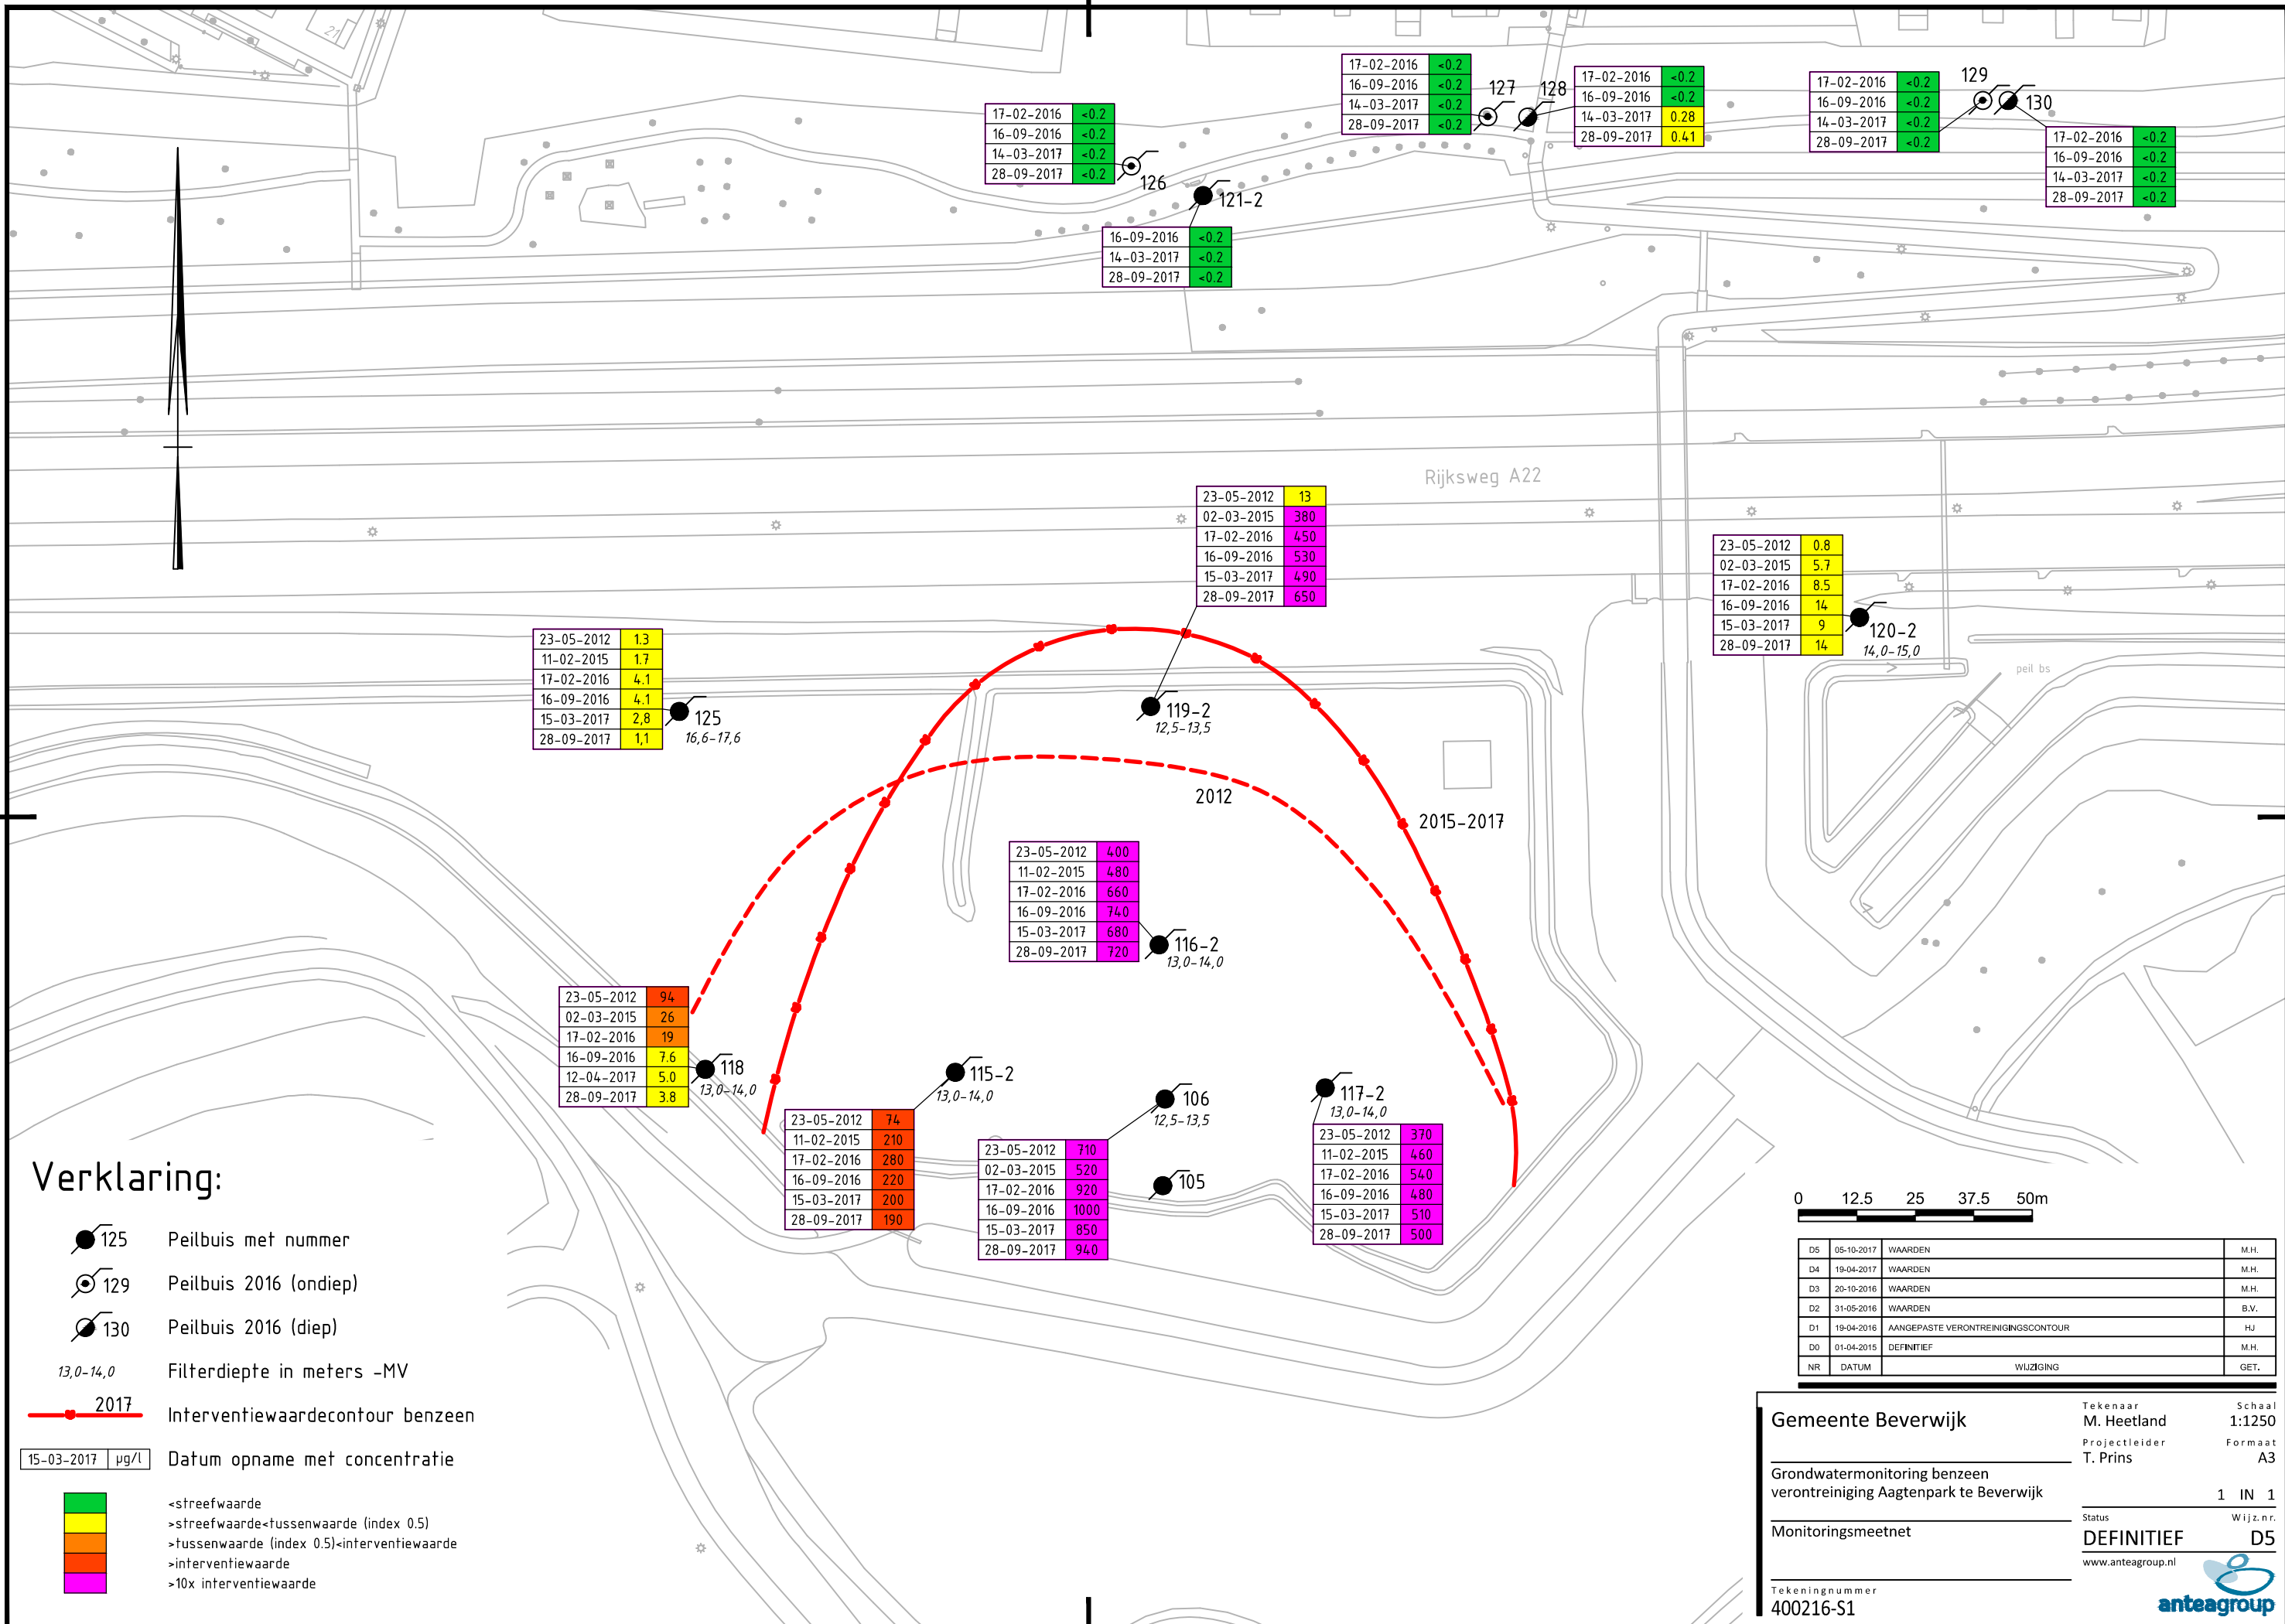 21
17-02-2016 <0.2
16-09-2016 <0.2
14-03-2017 <0.2
28-09-2017 <0.2
126
16-09-2016 <0.2
14-03-2017 <0.2
28-09-2017 <0.2
121-2
17-02-2016 <0.2
16-09-2016 <0.2
14-03-2017 <0.2
28-09-2017 <0.2
127
128
17-02-2016 <0.2
16-09-2016 <0.2
14-03-2017 0.28
28-09-2017 0.41
17-02-2016 <0.2
16-09-2016 <0.2
14-03-2017 <0.2
28-09-2017 <0.2
129
130
17-02-2016 <0.2
16-09-2016 <0.2
14-03-2017 <0.2
28-09-2017 <0.2
Rijksweg A22
23-05-2012 13
02-03-2015 380
17-02-2016 450
16-09-2016 530
15-03-2017 490
28-09-2017 650
119-2
12,5-13,5
23-05-2012 0.8
02-03-2015 5.7
17-02-2016 8.5
16-09-2016 14
15-03-2017 9
28-09-2017 14
120-2
14,0-15,0
peil bs
23-05-2012 1.3
11-02-2015 1.7
17-02-2016 4.1
16-09-2016 4.1
15-03-2017 2,8
28-09-2017 1,1
125
16,6-17,6
2012
2015-2017
23-05-2012 400
11-02-2015 480
17-02-2016 660
16-09-2016 740
15-03-2017 680
28-09-2017 720
116-2
13,0-14,0
23-05-2012 94
02-03-2015 26
17-02-2016 19
16-09-2016 7.6
12-04-2017 5.0
28-09-2017 3.8
118
13,0-14,0
115-2
13,0-14,0
23-05-2012 74
11-02-2015 210
17-02-2016 280
16-09-2016 220
15-03-2017 200
28-09-2017 190
106
12,5-13,5
23-05-2012 710
02-03-2015 520
17-02-2016 920
16-09-2016 1000
15-03-2017 850
28-09-2017 940
105
117-2
13,0-14,0
23-05-2012 370
11-02-2015 460
17-02-2016 540
16-09-2016 480
15-03-2017 510
28-09-2017 500
Verklaring:
125 Peilbuis met nummer
129 Peilbuis 2016 (ondiep)
130 Peilbuis 2016 (diep)
13,0-14,0 Filterdiepte in meters -MV
2017 Interventiewaardecontour benzeen
15-03-2017 µg/l Datum opname met concentratie
<streefwaarde
>streefwaarde<tussenwaarde (index 0.5)
>tussenwaarde (index 0.5)<interventiewaarde
>interventiewaarde
>10x interventiewaarde
0 12.5 25 37.5 50m
D5 05-10-2017 WAARDEN M.H.
D4 19-04-2017 WAARDEN M.H.
D3 20-10-2016 WAARDEN M.H.
D2 31-05-2016 WAARDEN B.V.
D1 19-04-2016 AANGEPASTE VERONTREINIGINGSCONTOUR HJ
D0 01-04-2015 DEFINITIEF M.H.
NR DATUM WIJZIGING GET.
Gemeente Beverwijk
Grondwatermonitoring benzeen
verontreiniging Aagtenpark te Beverwijk
Monitoringsmeetnet
Tekeningnummer
400216-S1
Tekenaar Schaal
M. Heetland 1:1250
Projectleider Formaat
T. Prins A3
1 IN 1
Status Wijz.nr.
DEFINITIEF D5
www.anteagroup.nl
anteagroup